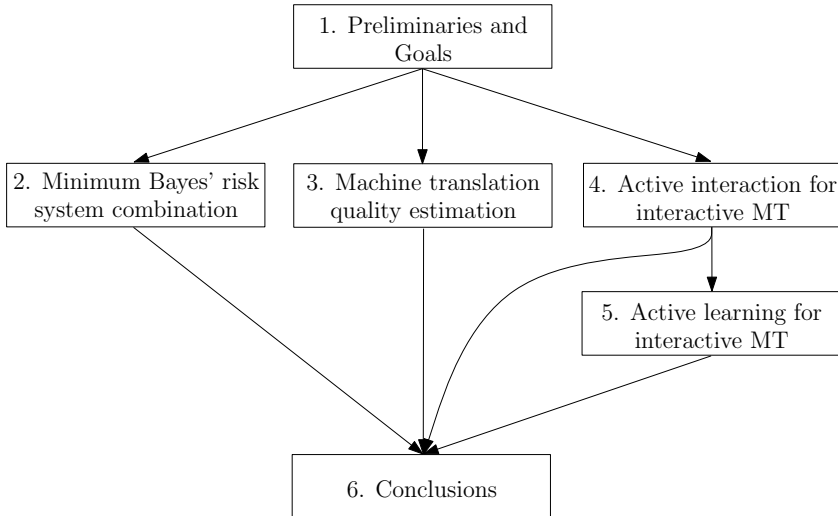 1. Preliminaries and
Goals
2. Minimum Bayes' risk
system combination
3. Machine translation
quality estimation
4. Active interaction for
interactive MT
5. Active learning for
interactive MT
6. Conclusions